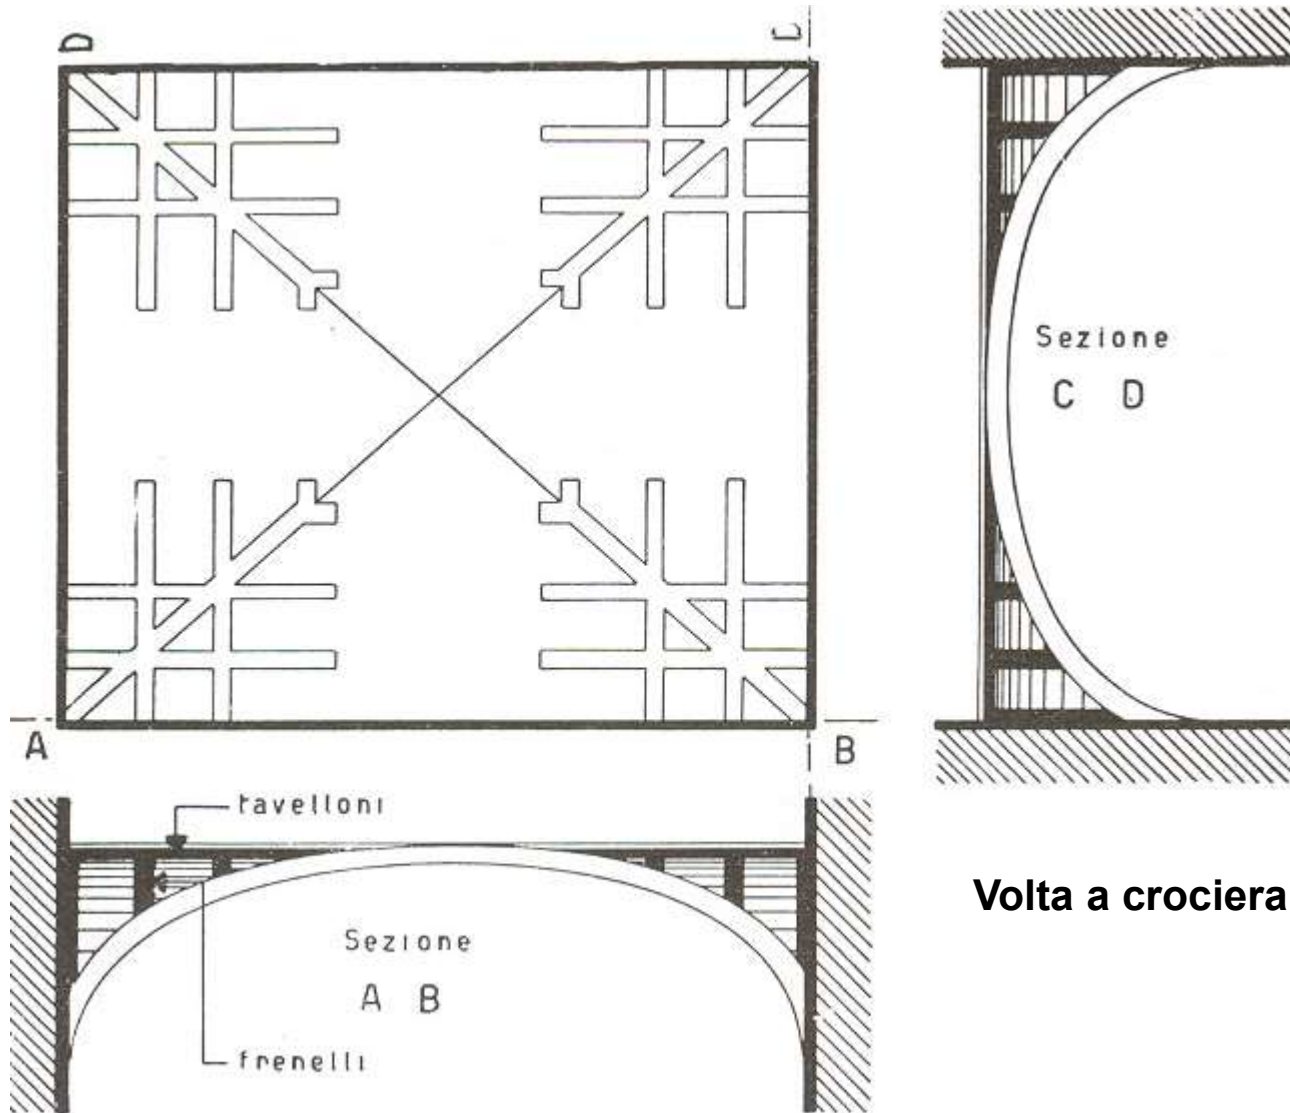 D
Sezione
C D
A
B
tavelloni
Volta a crociera
Sezione
A B
frenelli